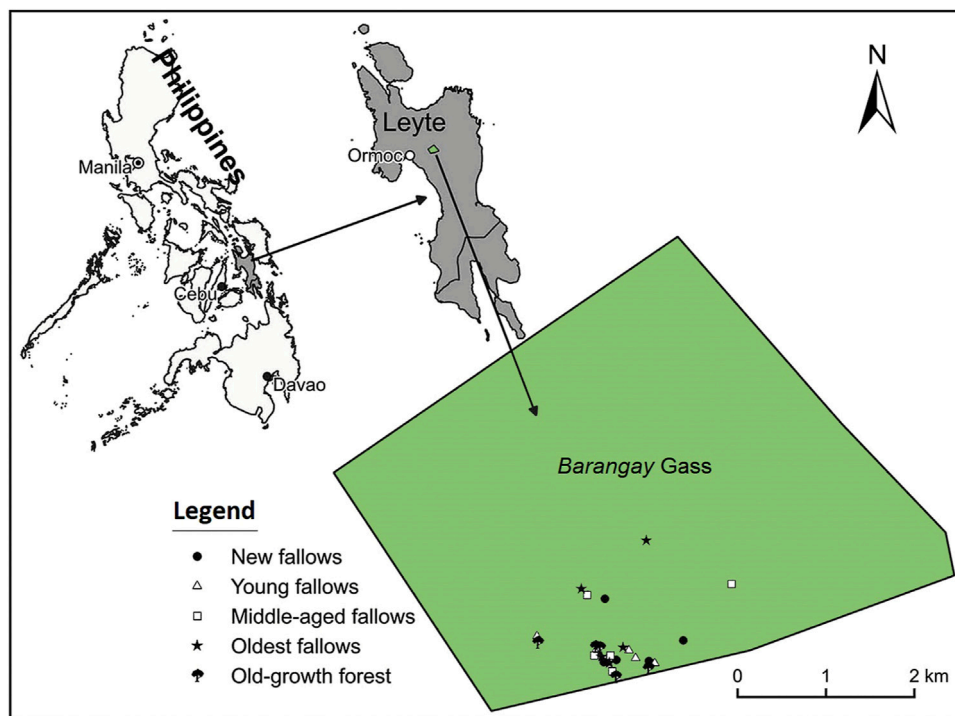 Philippines
N
Leyte
Ormoc
Manila
Cebu
Davao
Barangay Gass
Legend
New fallows
Young fallows
Middle-aged fallows
Oldest fallows
Old-growth forest
0 1 2 km